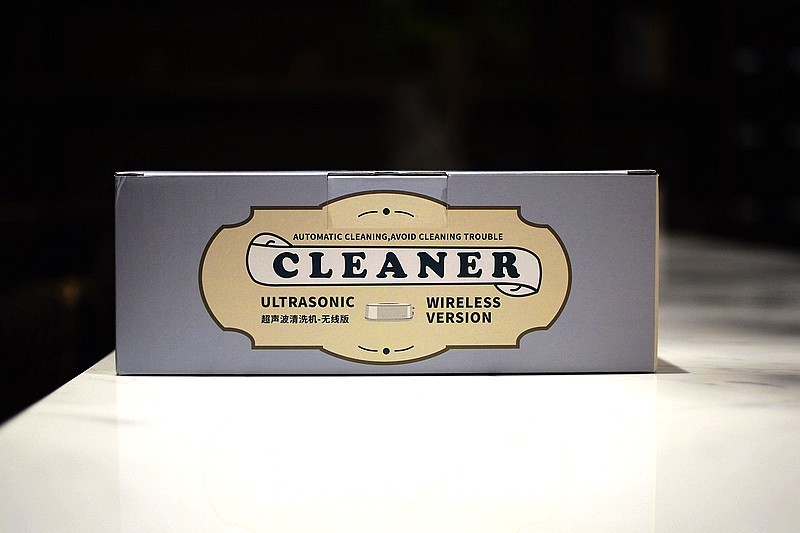 AUTOMATIC CLEANING,AVOID CLEANING TROUBLE
CLEANER
ULTRASONIC
超声波清洗机-无线版
WIRELESS
VERSION